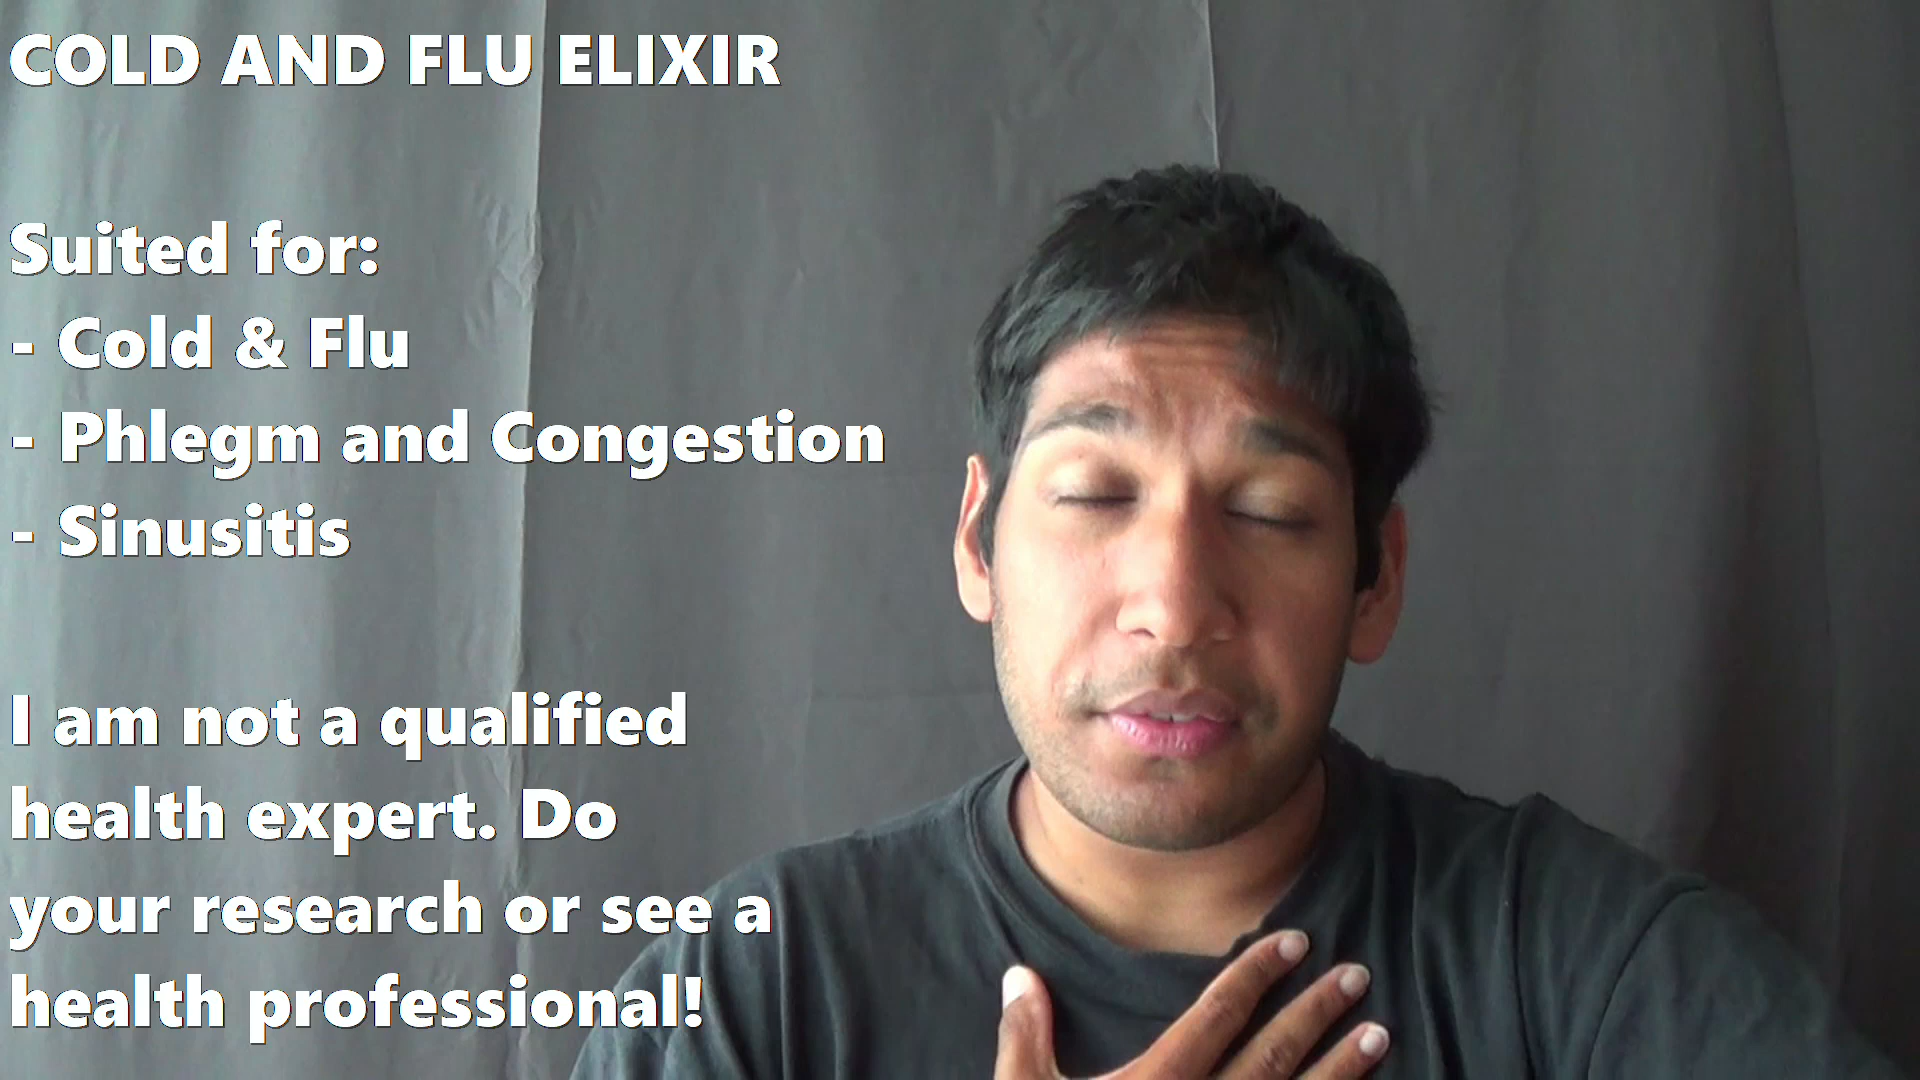 COLD AND FLU ELIXIR
Suited for:
- Cold & Flu
- Phlegm and Congestion
- Sinusitis
I am not a qualified
health expert. Do
your research or see a
health professional!